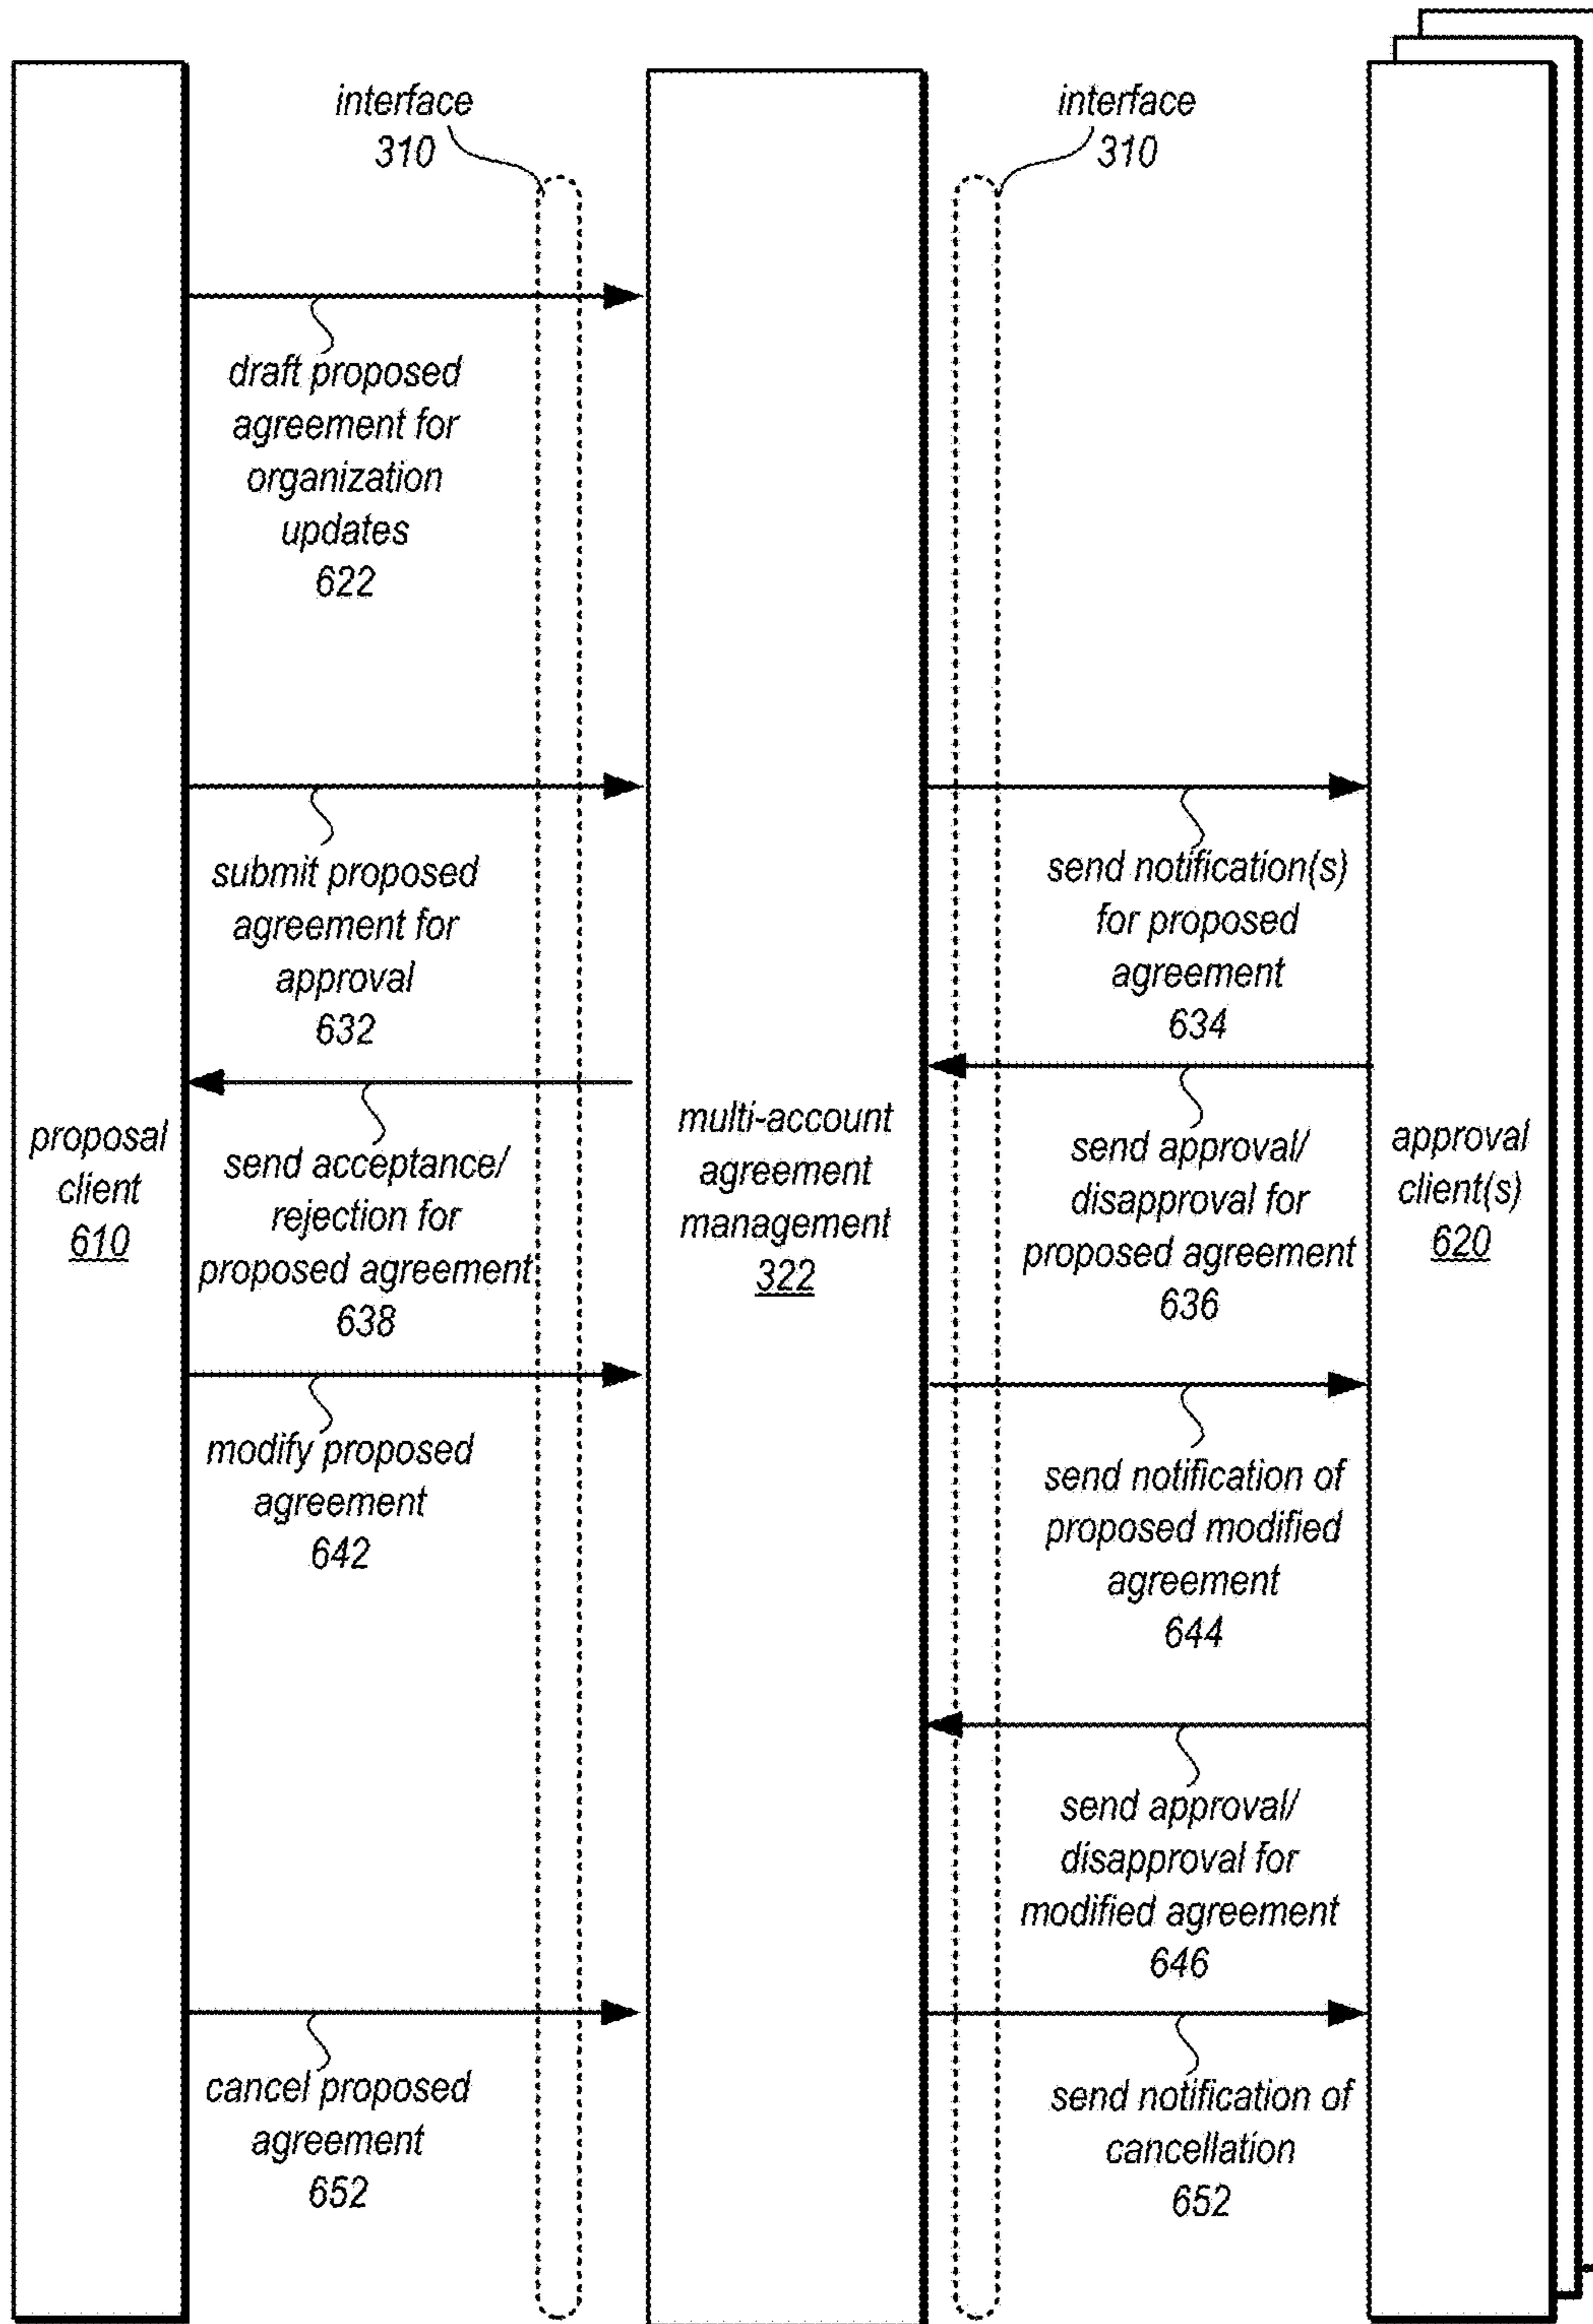 interface
310
interface
310
draft proposed
agreement for
organization
updates
622
submit proposed
agreement for
approval
632
send notification(s)
for proposed
agreement
634
proposal
client
610
send acceptance/
rejection for
proposed agreement
638
multi-account
agreement
management
322
send approval/
disapproval for
proposed agreement
636
approval
client(s)
620
modify proposed
agreement
642
send notification of
proposed modified
agreement
644
send approval/
disapproval for
modified agreement
646
cancel proposed
agreement
652
send notification of
cancellation
652